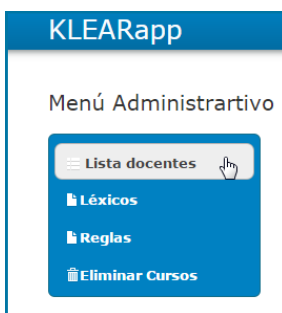 KLEARapp
Menú Administrartivo
Lista docentes
Léxicos
Reglas
Eliminar Cursos